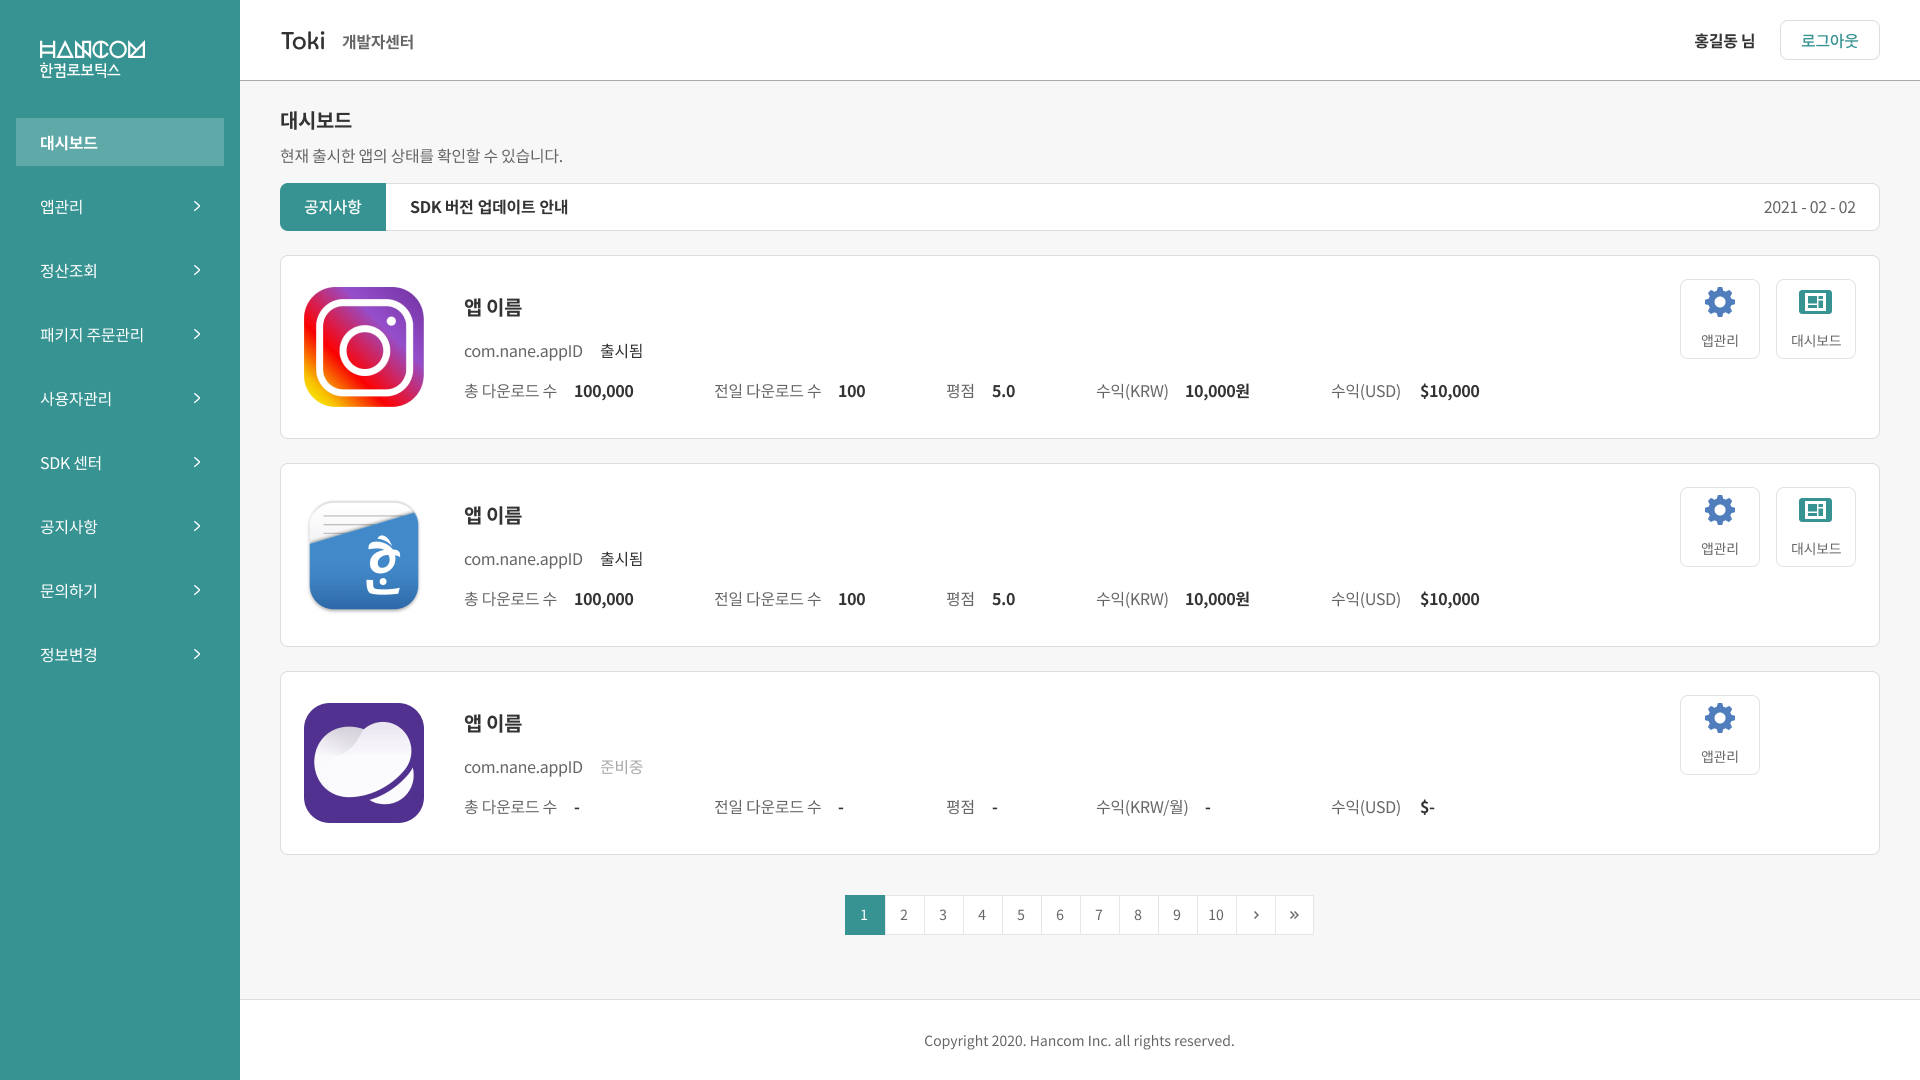 HANCOM
한컴로보틱스
대시보드
앱관리
정산조회
패키지 주문관리
사용자관리
SDK 센터
공지사항
문의하기
정보변경
Toki 개발자센터
홍길동 님
로그아웃
대시보드
현재 출시한 앱의 상태를 확인할 수 있습니다.
공지사항 SDK 버전 업데이트 안내 2021 - 02 - 02
앱 이름
com.nane.appID 출시됨
총 다운로드 수 100,000 전일 다운로드 수 100 평점 5.0 수익(KRW) 10,000원 수익(USD) $10,000
앱관리 대시보드
한
앱 이름
com.nane.appID 출시됨
총 다운로드 수 100,000 전일 다운로드 수 100 평점 5.0 수익(KRW) 10,000원 수익(USD) $10,000
앱관리 대시보드
앱 이름
com.nane.appID 준비중
총 다운로드 수 - 전일 다운로드 수 - 평점 - 수익(KRW/월) - 수익(USD) $-
앱관리
1 2 3 4 5 6 7 8 9 10 › »
Copyright 2020. Hancom Inc. all rights reserved.